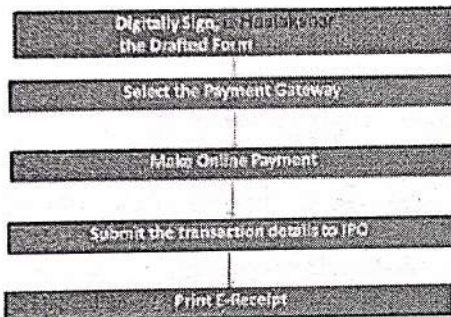 Digitally Sign,
the Drafted Form
Select the Payment Gateway
Make Online Payment
Submit the transaction details to IPO
Print E-Receipt